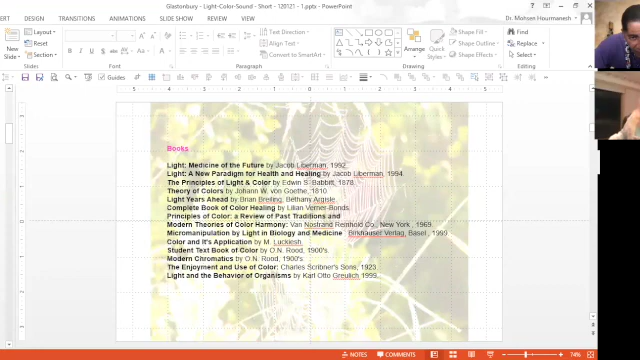 Glastonbury - Light-Color-Sound - Short - 120121 - 1.pptx - PowerPoint
TRANSITIONS ANIMATIONS SLIDE SHOW REVIEW VIEW
Dr. Mohsen Hourmanesh
New Slide
Layout
Reset
Section
Text Direction
Align Text
Convert to SmartArt
Arrange
Quick Styles
Shape Fill
Shape Outline
Shape Effects
Find
Replace
Select
Slides Font Paragraph Drawing Editing
Guides
Books
Light: Medicine of the Future by Jacob Liberman, 1992
Light: A New Paradigm for Health and Healing by Jacob Liberman, 1994
The Principles of Light & Color by Edwin S. Babbitt, 1878
Theory of Colors by Johann W. von Goethe, 1810
Light Years Ahead by Brian Breiling, Bethany Argisle
Complete Book of Color Healing by Lilian Verner-Bonds
Principles of Color: a Review of Past Traditions and
Modern Theories of Color Harmony: Van Nostrand Reinhold Co., New York , 1969
Micromanipulation by Light in Biology and Medicine : Birkhäuser Verlag, Basel , 1999
Color and It's Application by M. Luckiesh
Student Text Book of Color by O.N. Rood, 1900's
Modern Chromatics by O.N. Rood, 1900's
The Enjoyment and Use of Color: Charles Scribner's Sons, 1923
Light and the Behavior of Organisms by Karl Otto Greulich 1999
NOTES COMMENTS 74%